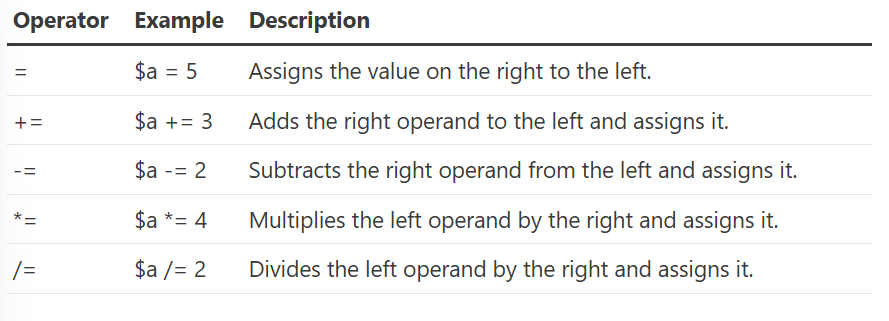 Operator Example Description
= $a = 5 Assigns the value on the right to the left.
+= $a += 3 Adds the right operand to the left and assigns it.
-= $a -= 2 Subtracts the right operand from the left and assigns it.
*= $a *= 4 Multiplies the left operand by the right and assigns it.
/= $a /= 2 Divides the left operand by the right and assigns it.